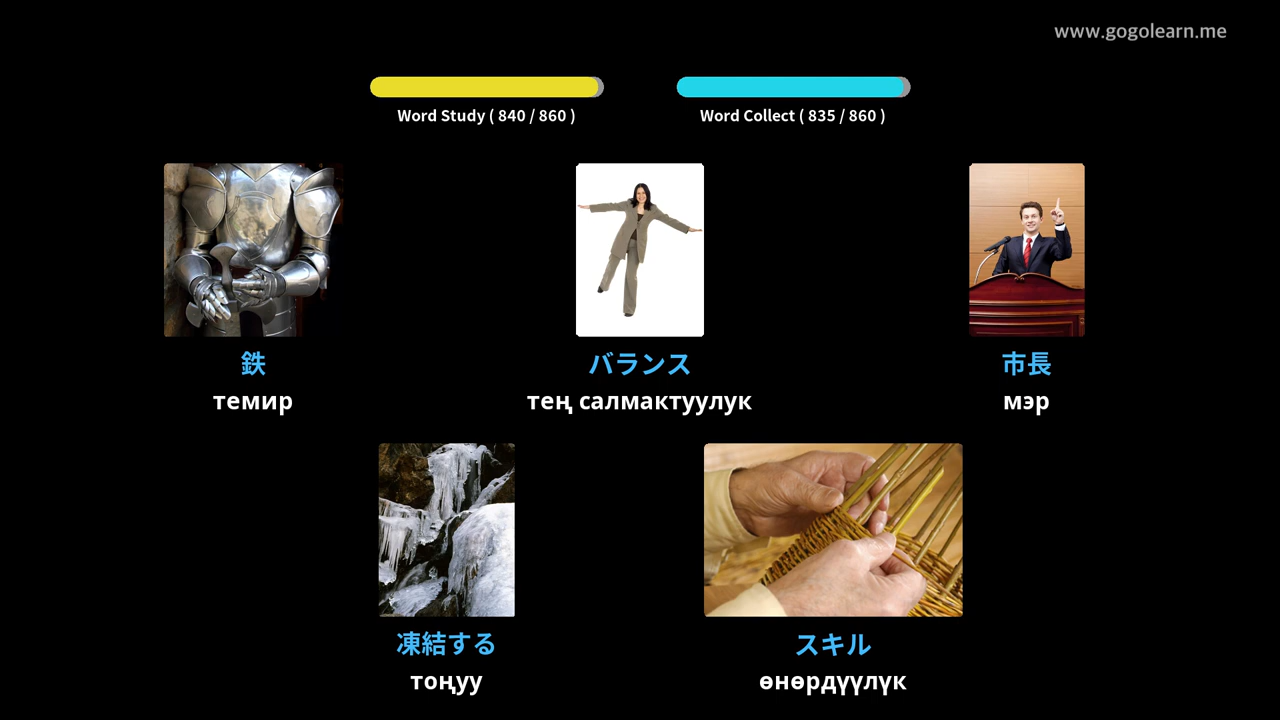 www.gogolearn.me
Word Study ( 840 / 860 )
Word Collect ( 835 / 860 )
鉄
темир
バランス
тең салмактуулук
市長
мэр
凍結する
тоңуу
スキル
өнөрдүүлүк